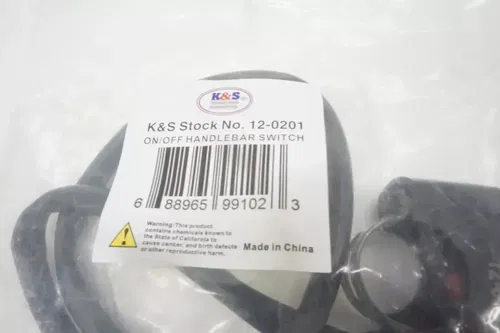 K&S
K&S Stock No. 12-0201
ON/OFF HANDLEBAR SWITCH
6 88965 99102 3
Warning: This product
contains chemicals known to
the State of California to
cause cancer, and birth defects
or other reproductive harm.
Made in China